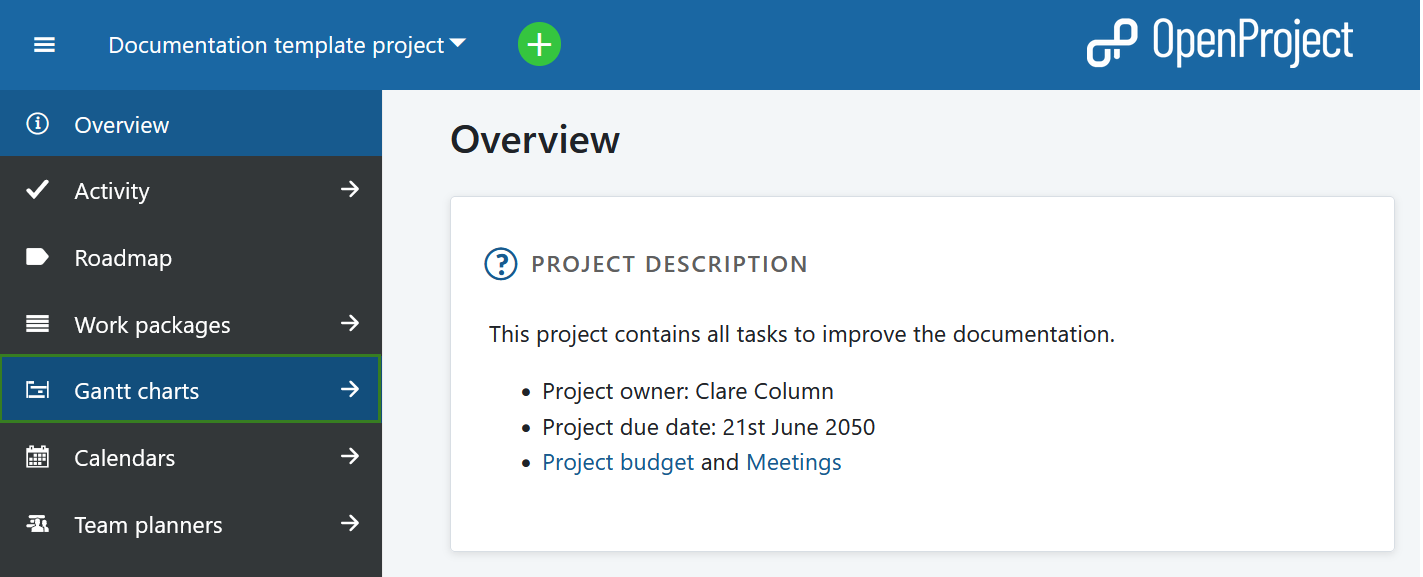 Documentation template project
OpenProject
Overview
Activity
Roadmap
Work packages
Gantt charts
Calendars
Team planners
Overview
PROJECT DESCRIPTION
This project contains all tasks to improve the documentation.
Project owner: Clare Column
Project due date: 21st June 2050
Project budget and Meetings